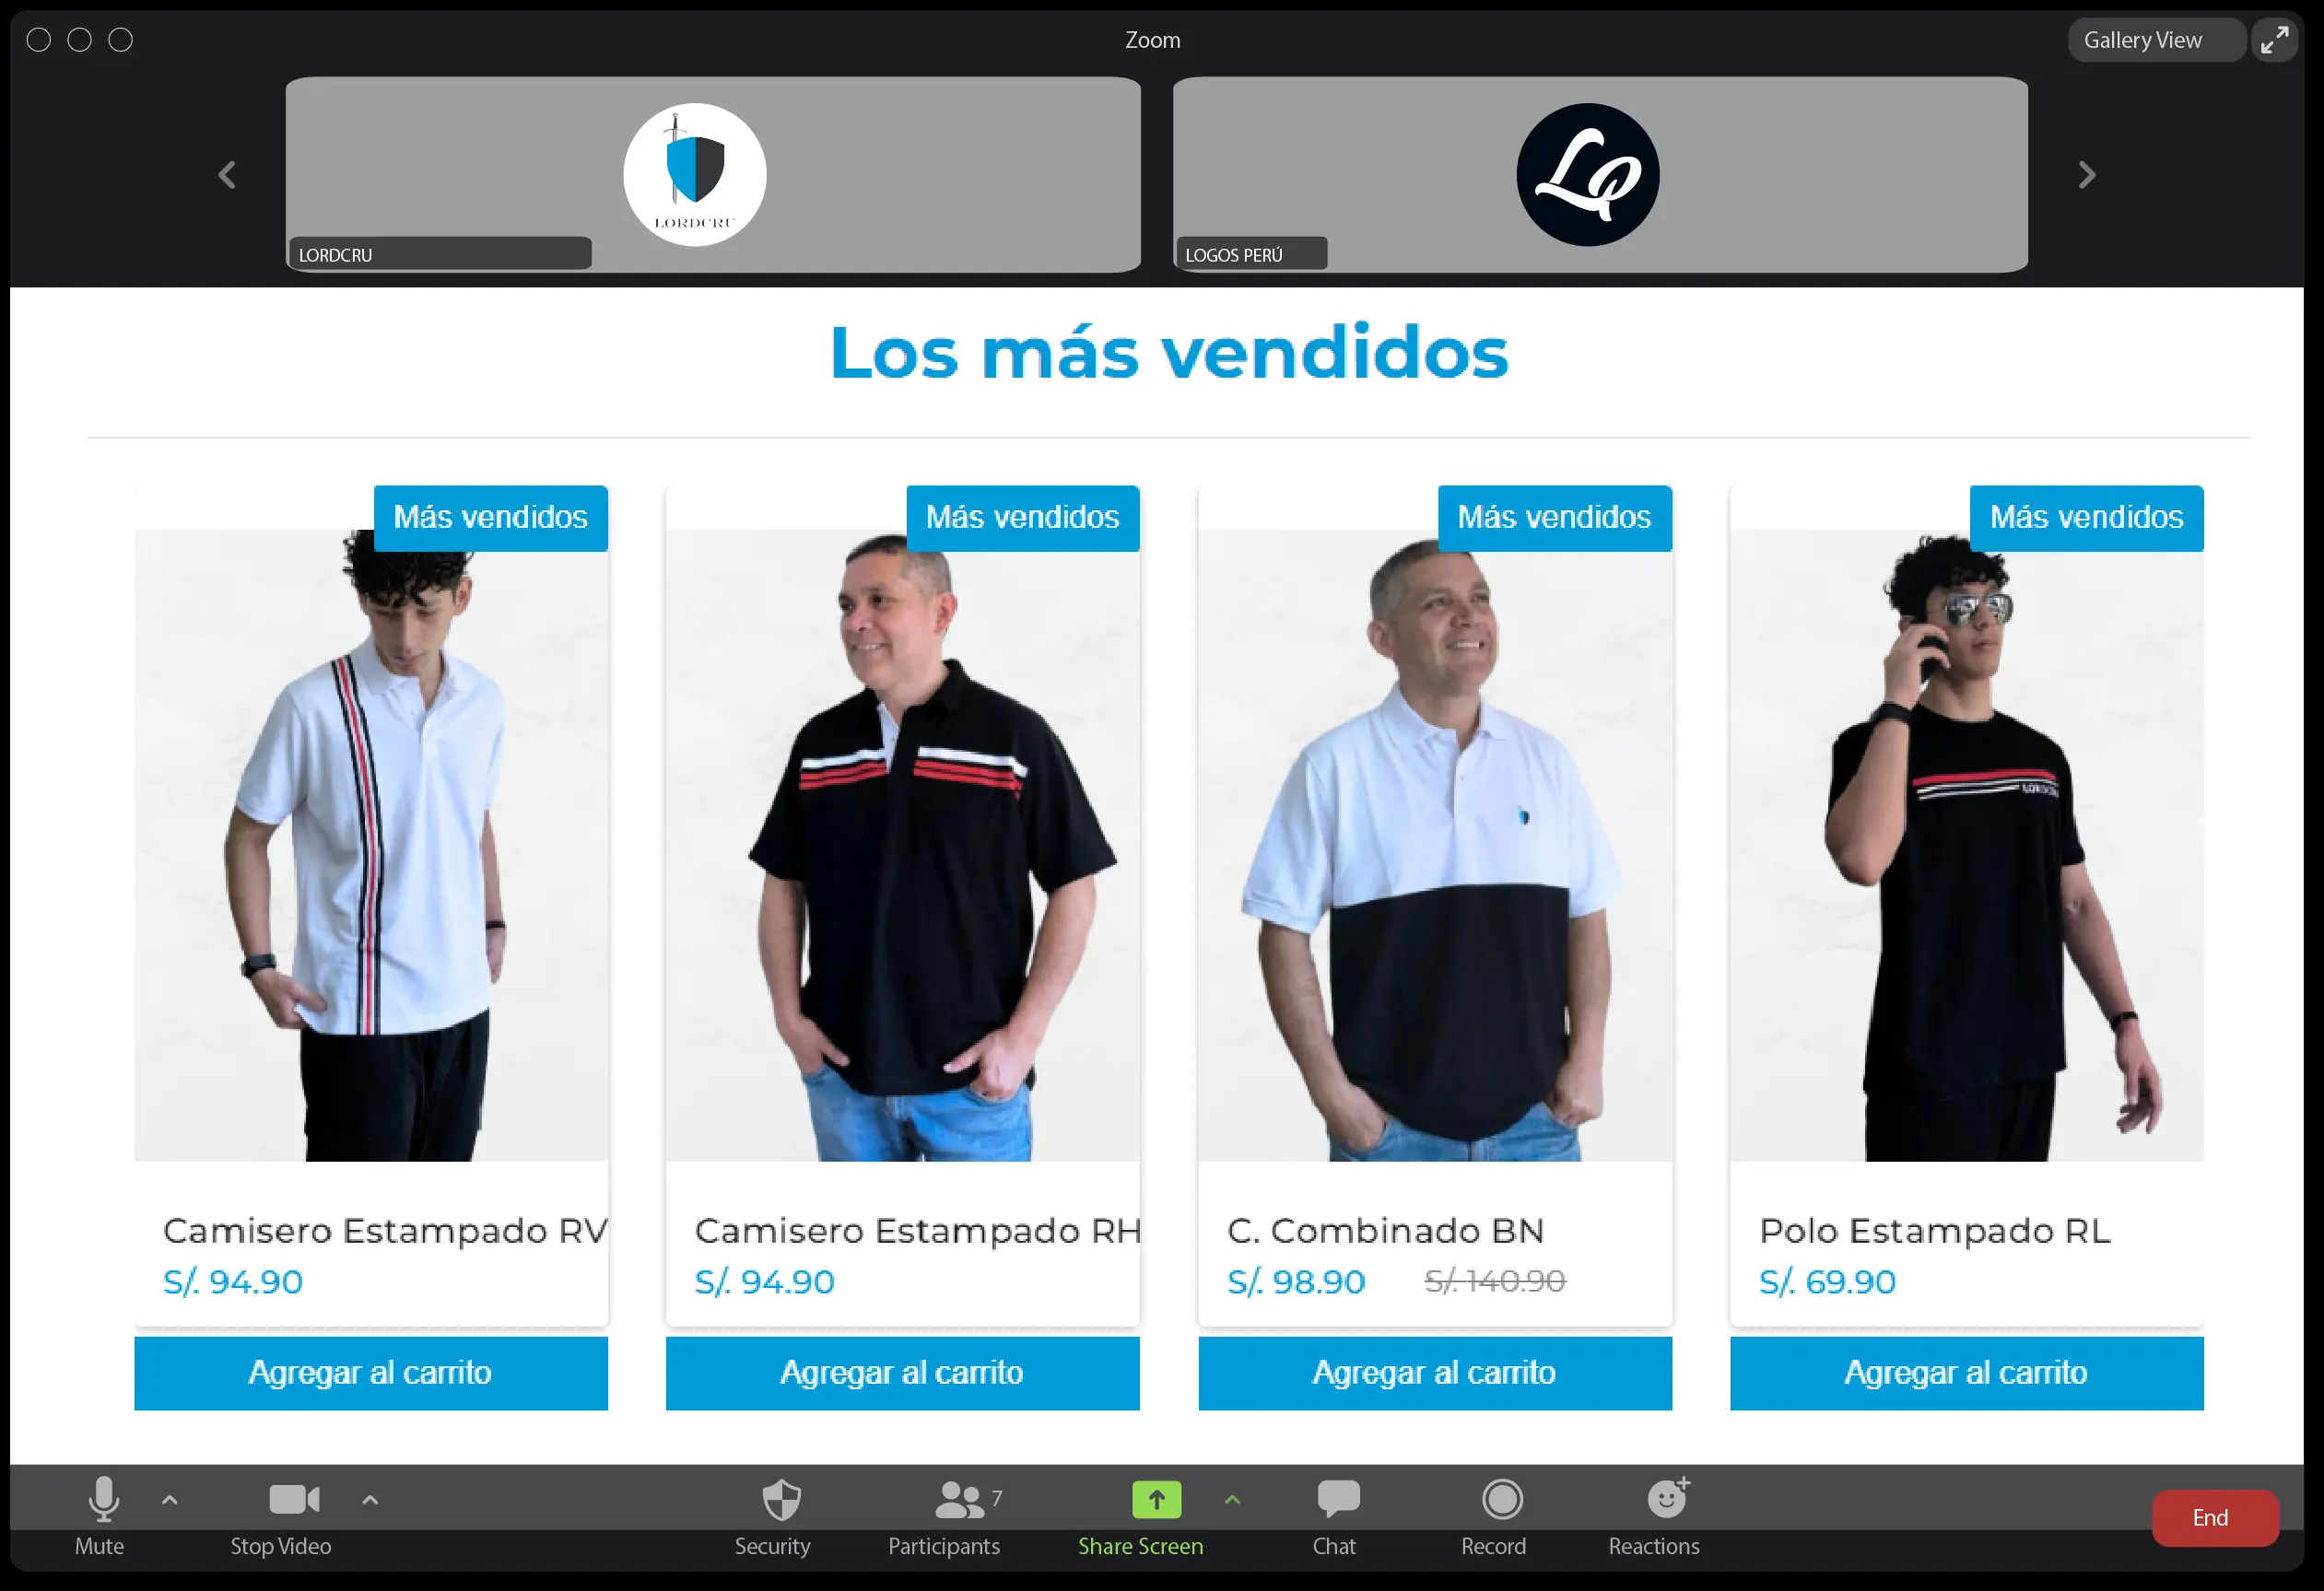 Zoom
Gallery View
LORDCRU
LORDCRU
LQ
LOGOS PERÚ
Los más vendidos
Más vendidos
Más vendidos
Más vendidos
Más vendidos
LORDCRU
Camisero Estampado RV
Camisero Estampado RH
C. Combinado BN
Polo Estampado RL
S/. 94.90
S/. 94.90
S/. 98.90 S/. 140.90
S/. 69.90
Agregar al carrito
Agregar al carrito
Agregar al carrito
Agregar al carrito
7
Mute
Stop Video
Security
Participants
Share Screen
Chat
Record
Reactions
End